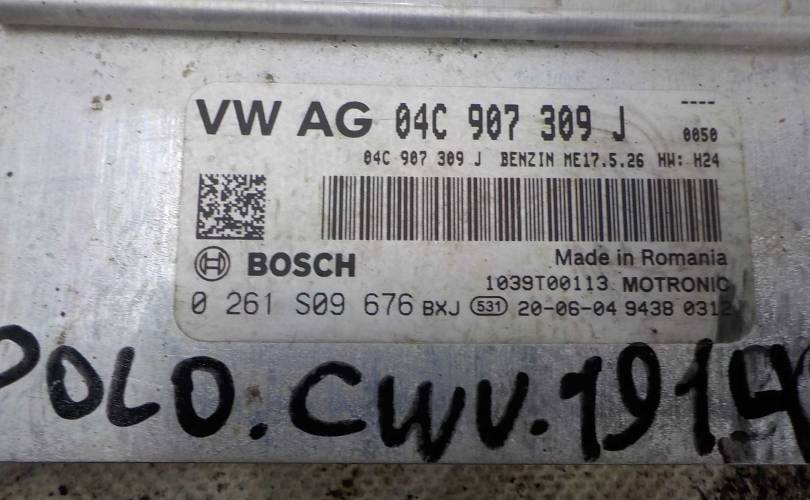 VW AG 04C 907 309 J
----
0050
04C 907 309 J BENZIN ME17.5.26 HW: H24
BOSCH
Made in Romania
1039T00113 MOTRONIC
0 261 S09 676 BXJ 531 20-06-04 9438 0312
POLO.CWV.1914